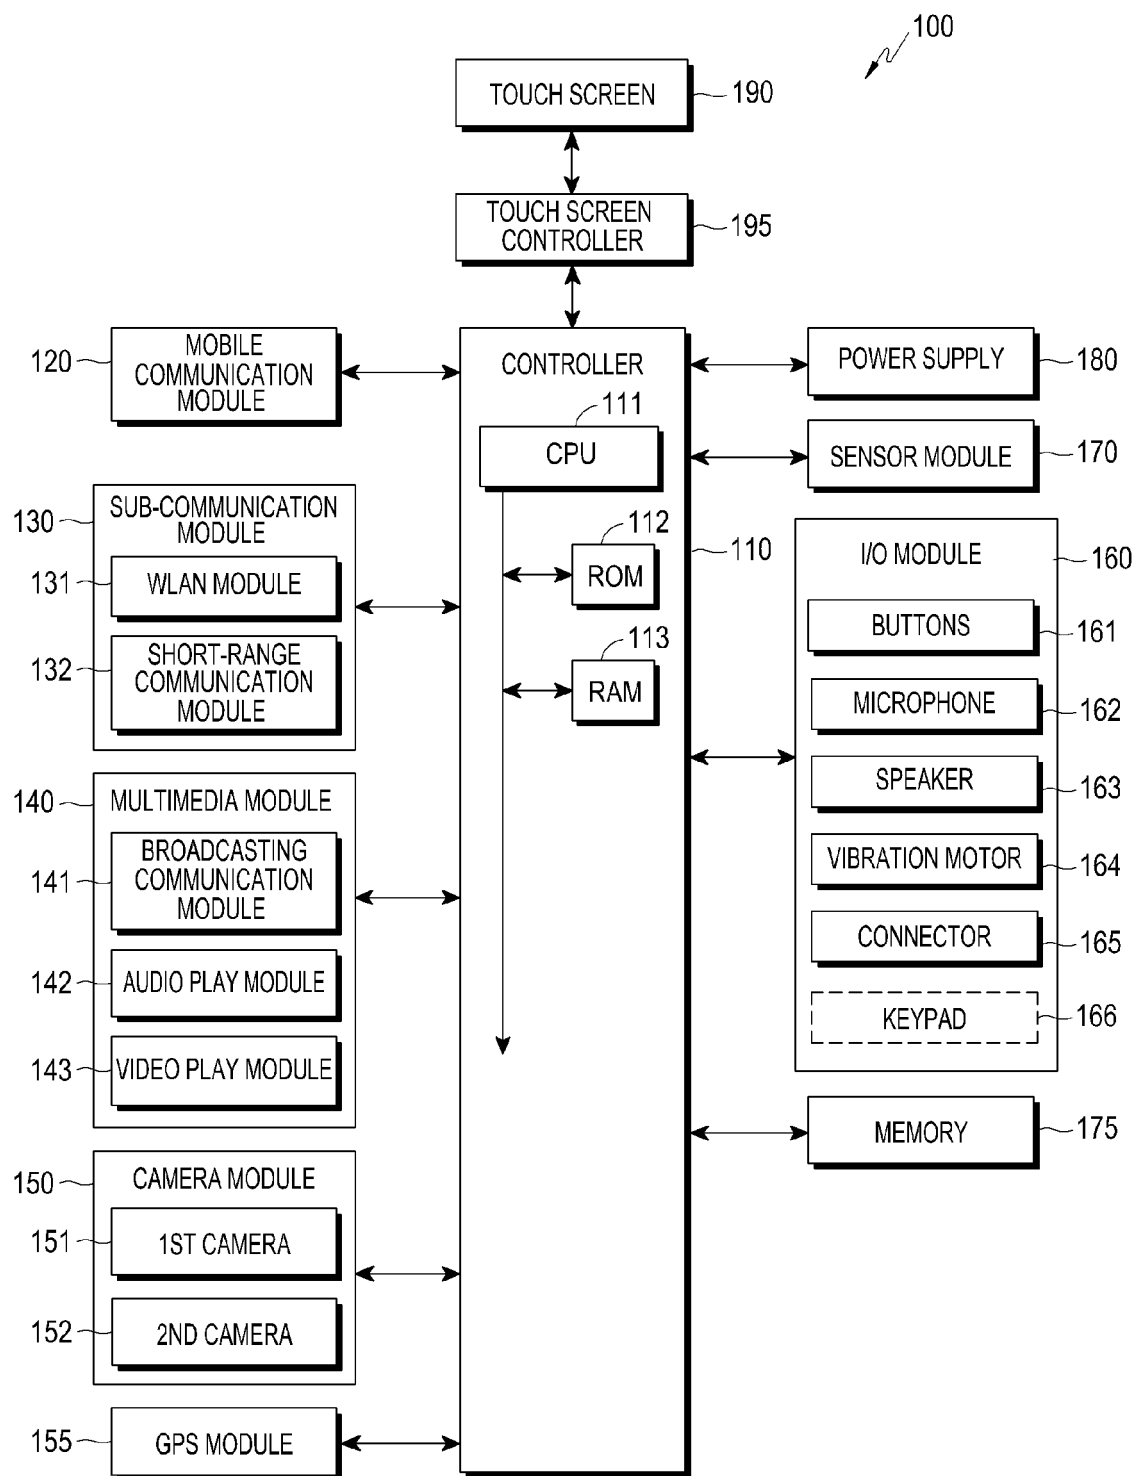 100
TOUCH SCREEN
190
TOUCH SCREEN
CONTROLLER
195
120
MOBILE
COMMUNICATION
MODULE
CONTROLLER
POWER SUPPLY
180
111
CPU
SENSOR MODULE
170
130
SUB-COMMUNICATION
MODULE
131
WLAN MODULE
132
SHORT-RANGE
COMMUNICATION
MODULE
112
ROM
110
113
RAM
I/O MODULE
160
BUTTONS
161
MICROPHONE
162
SPEAKER
163
VIBRATION MOTOR
164
CONNECTOR
165
KEYPAD
166
140
MULTIMEDIA MODULE
141
BROADCASTING
COMMUNICATION
MODULE
142
AUDIO PLAY MODULE
143
VIDEO PLAY MODULE
MEMORY
175
150
CAMERA MODULE
151
1ST CAMERA
152
2ND CAMERA
155
GPS MODULE